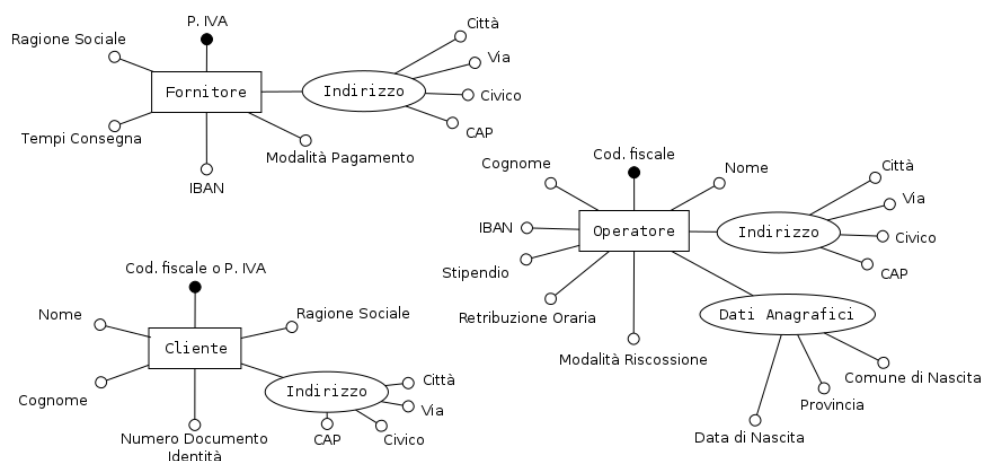 P. IVA
Ragione Sociale
Fornitore
Indirizzo
Città
Via
Civico
CAP
Tempi Consegna
Modalità Pagamento
IBAN
Cod. fiscale
Cognome
Nome
IBAN
Operatore
Indirizzo
Città
Via
Civico
CAP
Stipendio
Retribuzione Oraria
Modalità Riscossione
Dati Anagrafici
Comune di Nascita
Provincia
Data di Nascita
Cod. fiscale o P. IVA
Nome
Ragione Sociale
Cliente
Cognome
Indirizzo
Città
Via
Civico
CAP
Numero Documento
Identità